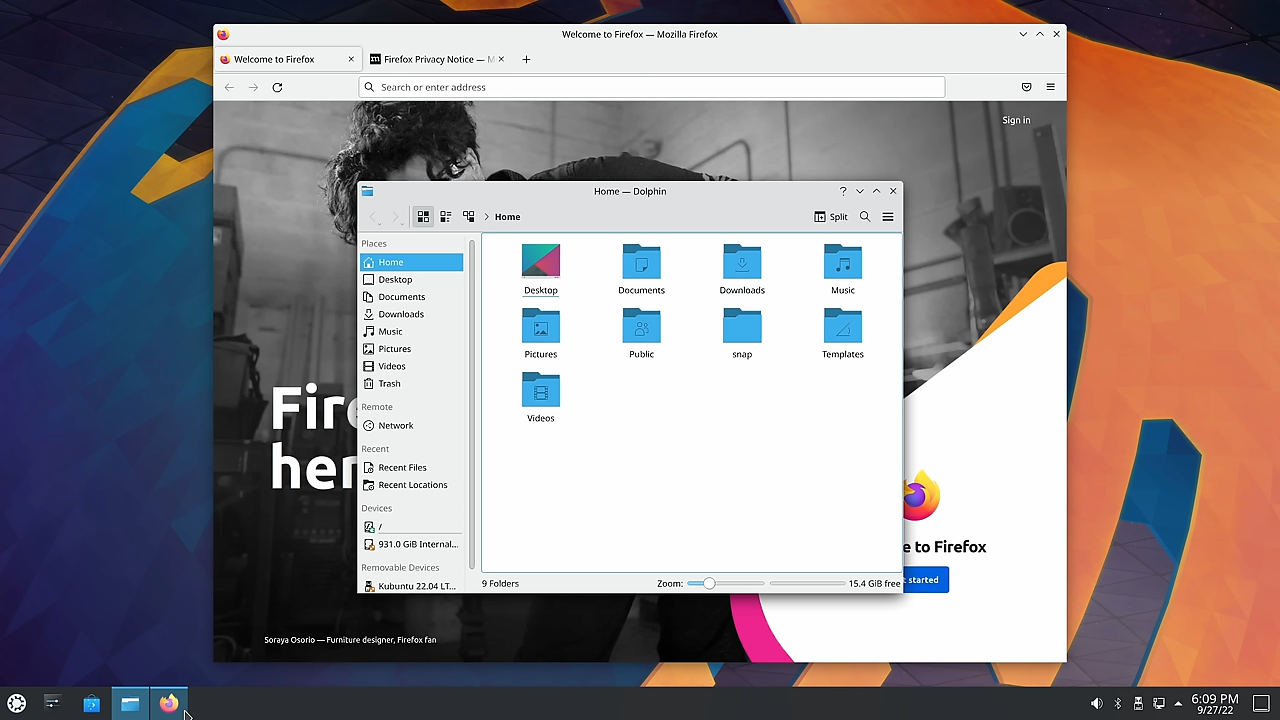 Welcome to Firefox — Mozilla Firefox
Welcome to Firefox
Firefox Privacy Notice — M
Search or enter address
Sign in
Home — Dolphin
Home
Split
Places
Home
Desktop
Documents
Downloads
Music
Pictures
Videos
Trash
Remote
Network
Recent
Recent Files
Recent Locations
Devices
/
931.0 GiB Internal...
Removable Devices
Kubuntu 22.04 LT...
Desktop
Documents
Downloads
Music
Pictures
Public
snap
Templates
Videos
9 Folders
Zoom:
15.4 GiB free
Fire
her
e to Firefox
t started
Soraya Osorio — Furniture designer, Firefox fan
6:09 PM
9/27/22